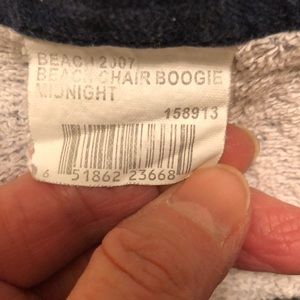 BEACH 2007
BEACH CHAIR BOOGIE
MIDNIGHT
158913
6 51862 23668